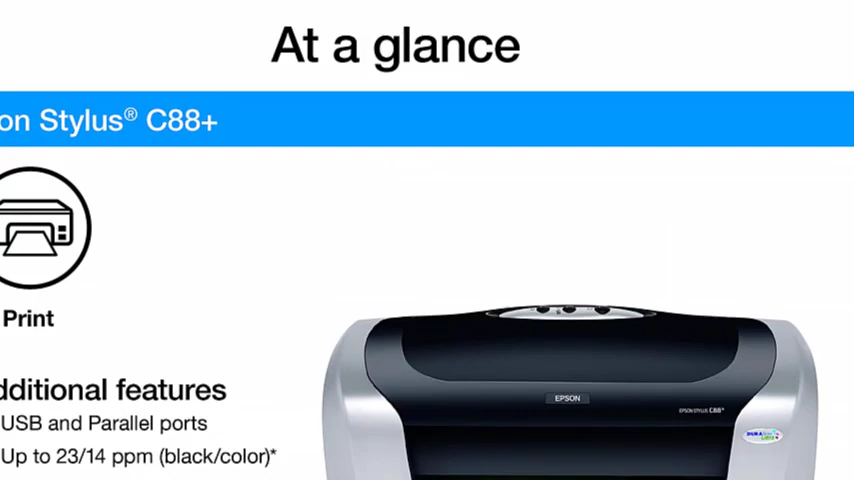 At a glance
on Stylus® C88+
Print
dditional features
USB and Parallel ports
Up to 23/14 ppm (black/color)*
EPSON
EPSON STYLUS C88+
DURABrite